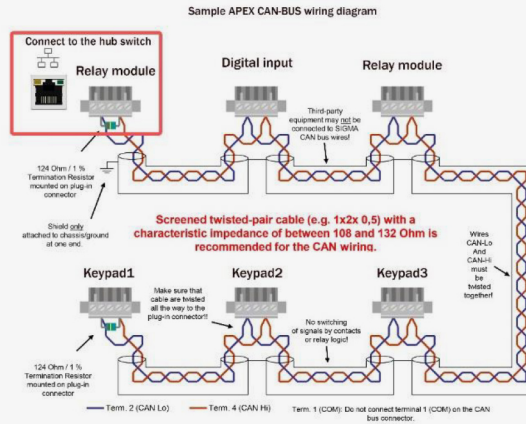 Sample APEX CAN-BUS wiring diagram
Connect to the hub switch
Relay module
Digital input
Relay module
Third-party
equipment may not be
connected to SIGMA
CAN bus wires!
124 Ohm / 1 %
Termination Resistor
mounted on plug-in
connector
Shield only
attached to chassis/ground
at one end.
Screened twisted-pair cable (e.g. 1x2x 0,5) with a
characteristic impedance of between 108 and 132 Ohm is
recommended for the CAN wiring.
Wires
CAN-Lo
And
CAN-Hi
must
be
twisted
together!
Keypad1
Keypad2
Keypad3
Make sure that
cable are twisted
all the way to the
plug-in connector!!
No switching
of signals by contacts
or relay logic!
124 Ohm / 1 %
Termination Resistor
mounted on plug-in
connector
Term. 2 (CAN Lo)
Term. 4 (CAN Hi)
Term. 1 (COM): Do not connect terminal 1 (COM) on the CAN
bus connector.